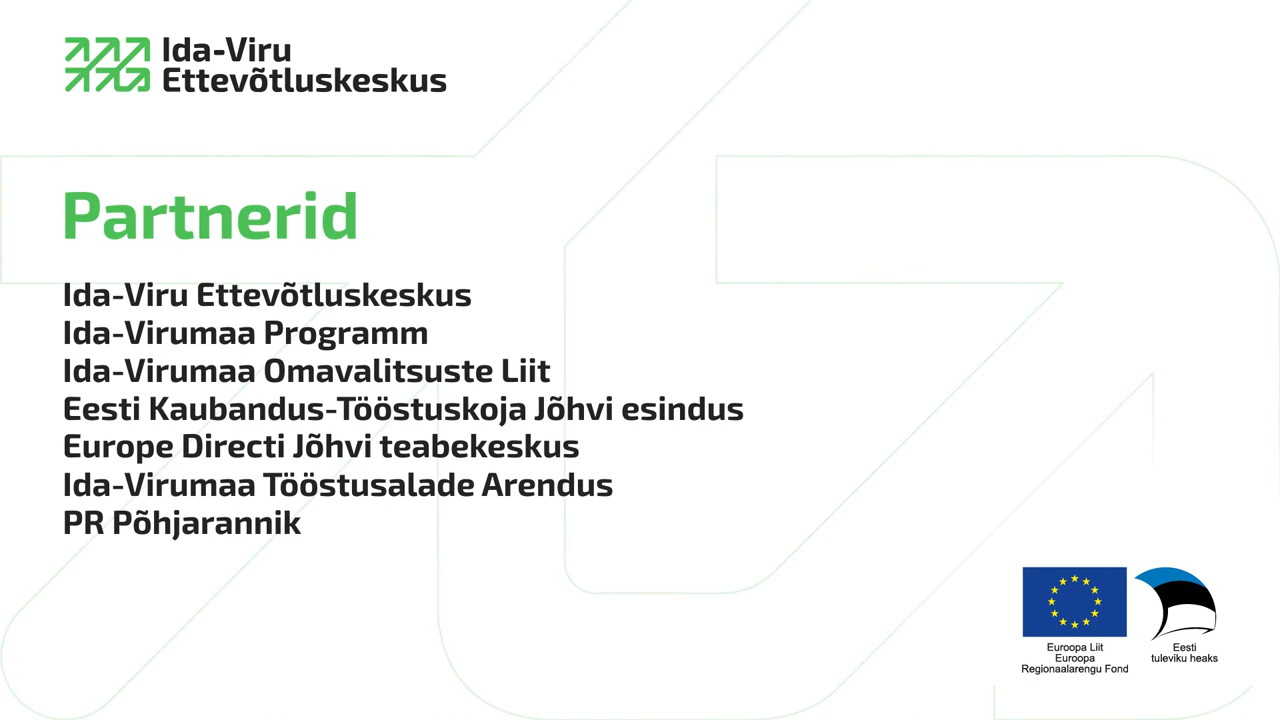 Ida-Viru
Ettevõtluskeskus
Partnerid
Ida-Viru Ettevõtluskeskus
Ida-Virumaa Programm
Ida-Virumaa Omavalitsuste Liit
Eesti Kaubandus-Tööstuskoja Jõhvi esindus
Europe Directi Jõhvi teabekeskus
Ida-Virumaa Tööstusalade Arendus
PR Põhjarannik
Euroopa Liit
Euroopa
Regionaalarengu Fond
Eesti
tuleviku heaks